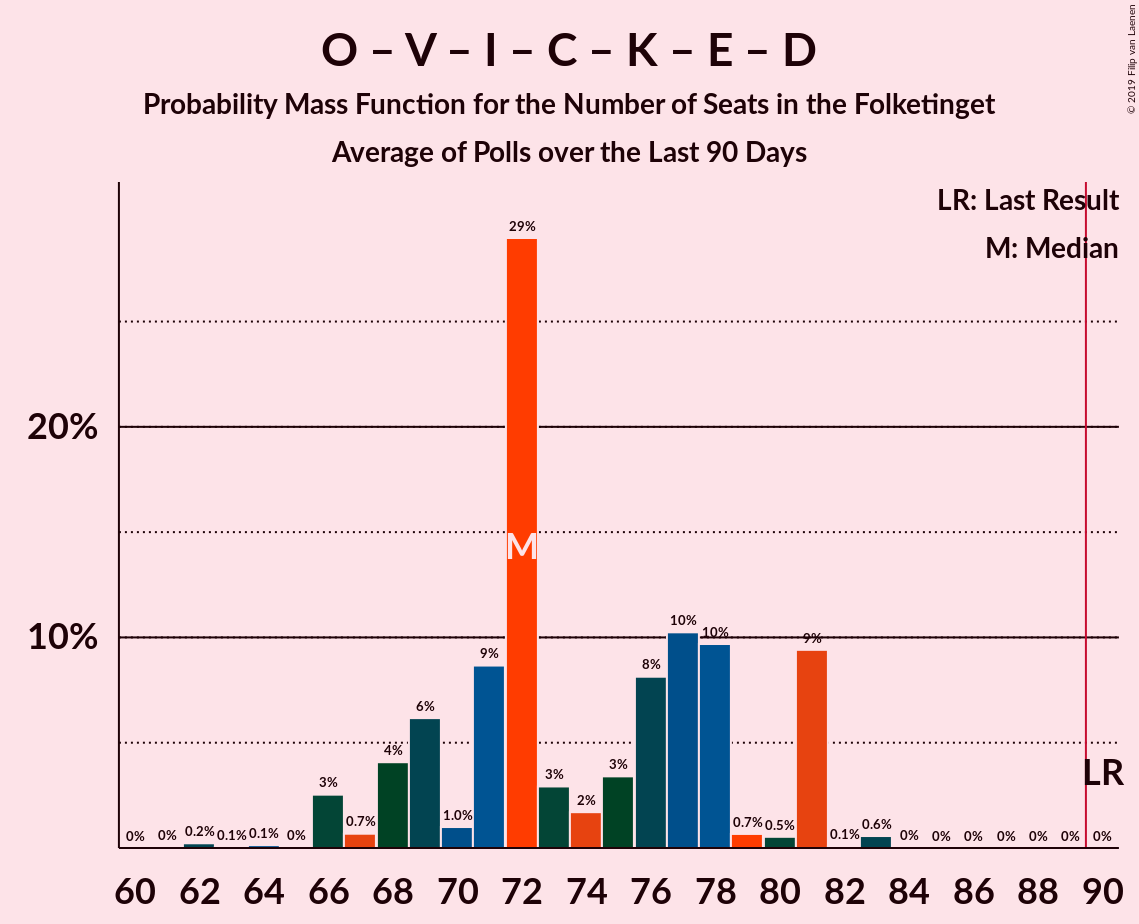 © 2019 Filip van Laenen
O – V – I – C – K – E – D
Probability Mass Function for the Number of Seats in the Folketinget
Average of Polls over the Last 90 Days
LR: Last Result
M: Median
29%
20%
M
10%
10% 10% 9%
9% 8%
6%
4%
3% 3% 3% 2%
LR
0% 0% 0.2% 0.1% 0.1% 0% 0.7% 1.0% 0.7% 0.5% 0.1% 0.6% 0% 0% 0% 0% 0% 0% 0%
60 62 64 66 68 70 72 74 76 78 80 82 84 86 88 90